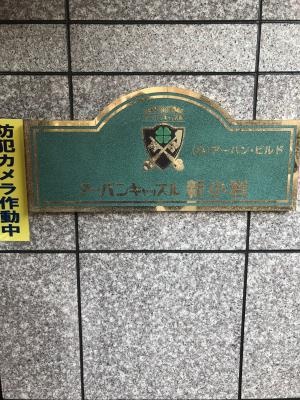 防犯カメラ作動中
(株)アーバン・ビルド
アーバンキャッスル 新小岩